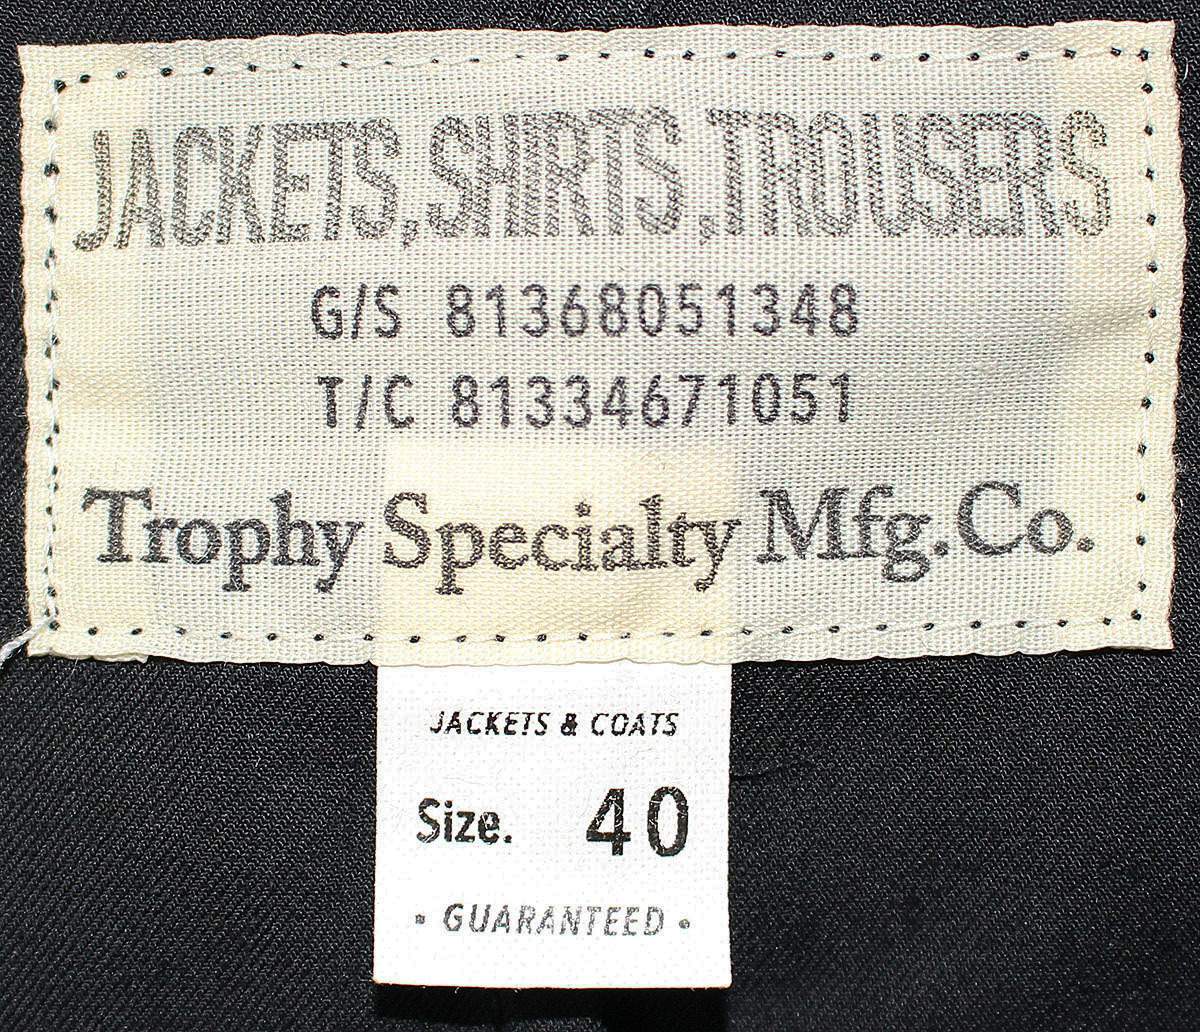 JACKETS, SHIRTS, TROUSERS
G/S 81368051348
T/C 81334671051
Trophy Specialty Mfg.Co.
JACKETS & COATS
Size. 40
• GUARANTEED •